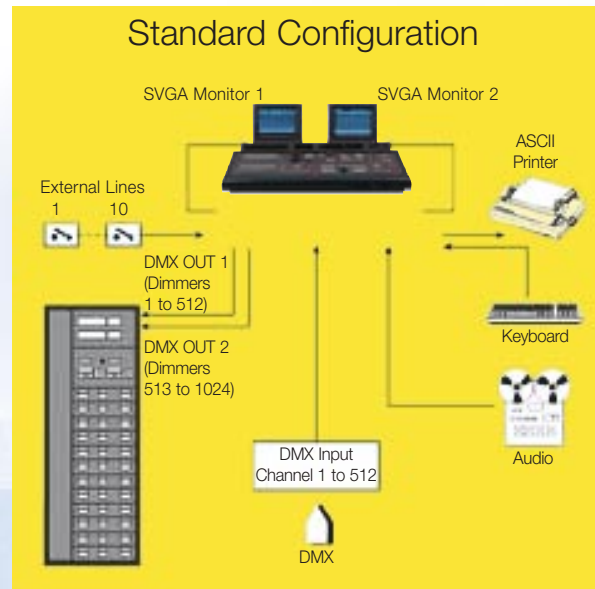 Standard Configuration
SVGA Monitor 1
SVGA Monitor 2
ASCII
Printer
External Lines
1 10
DMX OUT 1
(Dimmers
1 to 512)
DMX OUT 2
(Dimmers
513 to 1024)
Keyboard
DMX Input
Channel 1 to 512
Audio
DMX